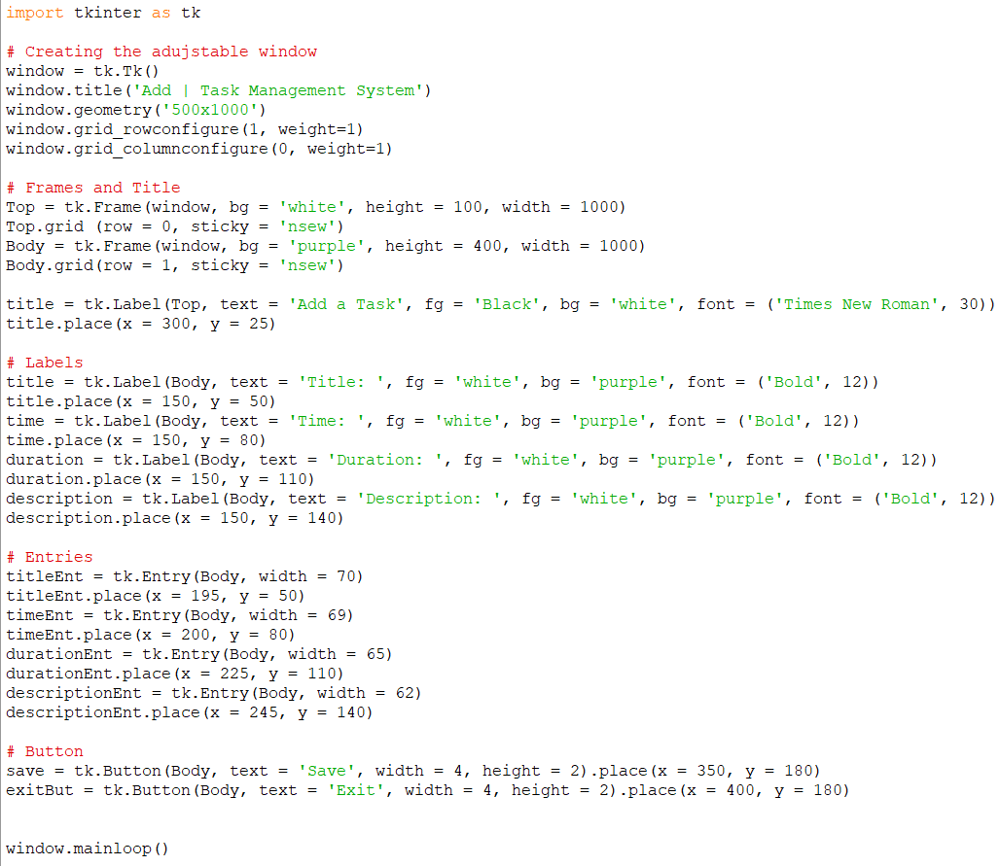 import tkinter as tk
# Creating the adujstable window
window = tk.Tk()
window.title('Add | Task Management System')
window.geometry('500x1000')
window.grid_rowconfigure(1, weight=1)
window.grid_columnconfigure(0, weight=1)
# Frames and Title
Top = tk.Frame(window, bg = 'white', height = 100, width = 1000)
Top.grid (row = 0, sticky = 'nsew')
Body = tk.Frame(window, bg = 'purple', height = 400, width = 1000)
Body.grid(row = 1, sticky = 'nsew')
title = tk.Label(Top, text = 'Add a Task', fg = 'Black', bg = 'white', font = ('Times New Roman', 30))
title.place(x = 300, y = 25)
# Labels
title = tk.Label(Body, text = 'Title: ', fg = 'white', bg = 'purple', font = ('Bold', 12))
title.place(x = 150, y = 50)
time = tk.Label(Body, text = 'Time: ', fg = 'white', bg = 'purple', font = ('Bold', 12))
time.place(x = 150, y = 80)
duration = tk.Label(Body, text = 'Duration: ', fg = 'white', bg = 'purple', font = ('Bold', 12))
duration.place(x = 150, y = 110)
description = tk.Label(Body, text = 'Description: ', fg = 'white', bg = 'purple', font = ('Bold', 12))
description.place(x = 150, y = 140)
# Entries
titleEnt = tk.Entry(Body, width = 70)
titleEnt.place(x = 195, y = 50)
timeEnt = tk.Entry(Body, width = 69)
timeEnt.place(x = 200, y = 80)
durationEnt = tk.Entry(Body, width = 65)
durationEnt.place(x = 225, y = 110)
descriptionEnt = tk.Entry(Body, width = 62)
descriptionEnt.place(x = 245, y = 140)
# Button
save = tk.Button(Body, text = 'Save', width = 4, height = 2).place(x = 350, y = 180)
exitBut = tk.Button(Body, text = 'Exit', width = 4, height = 2).place(x = 400, y = 180)
window.mainloop()